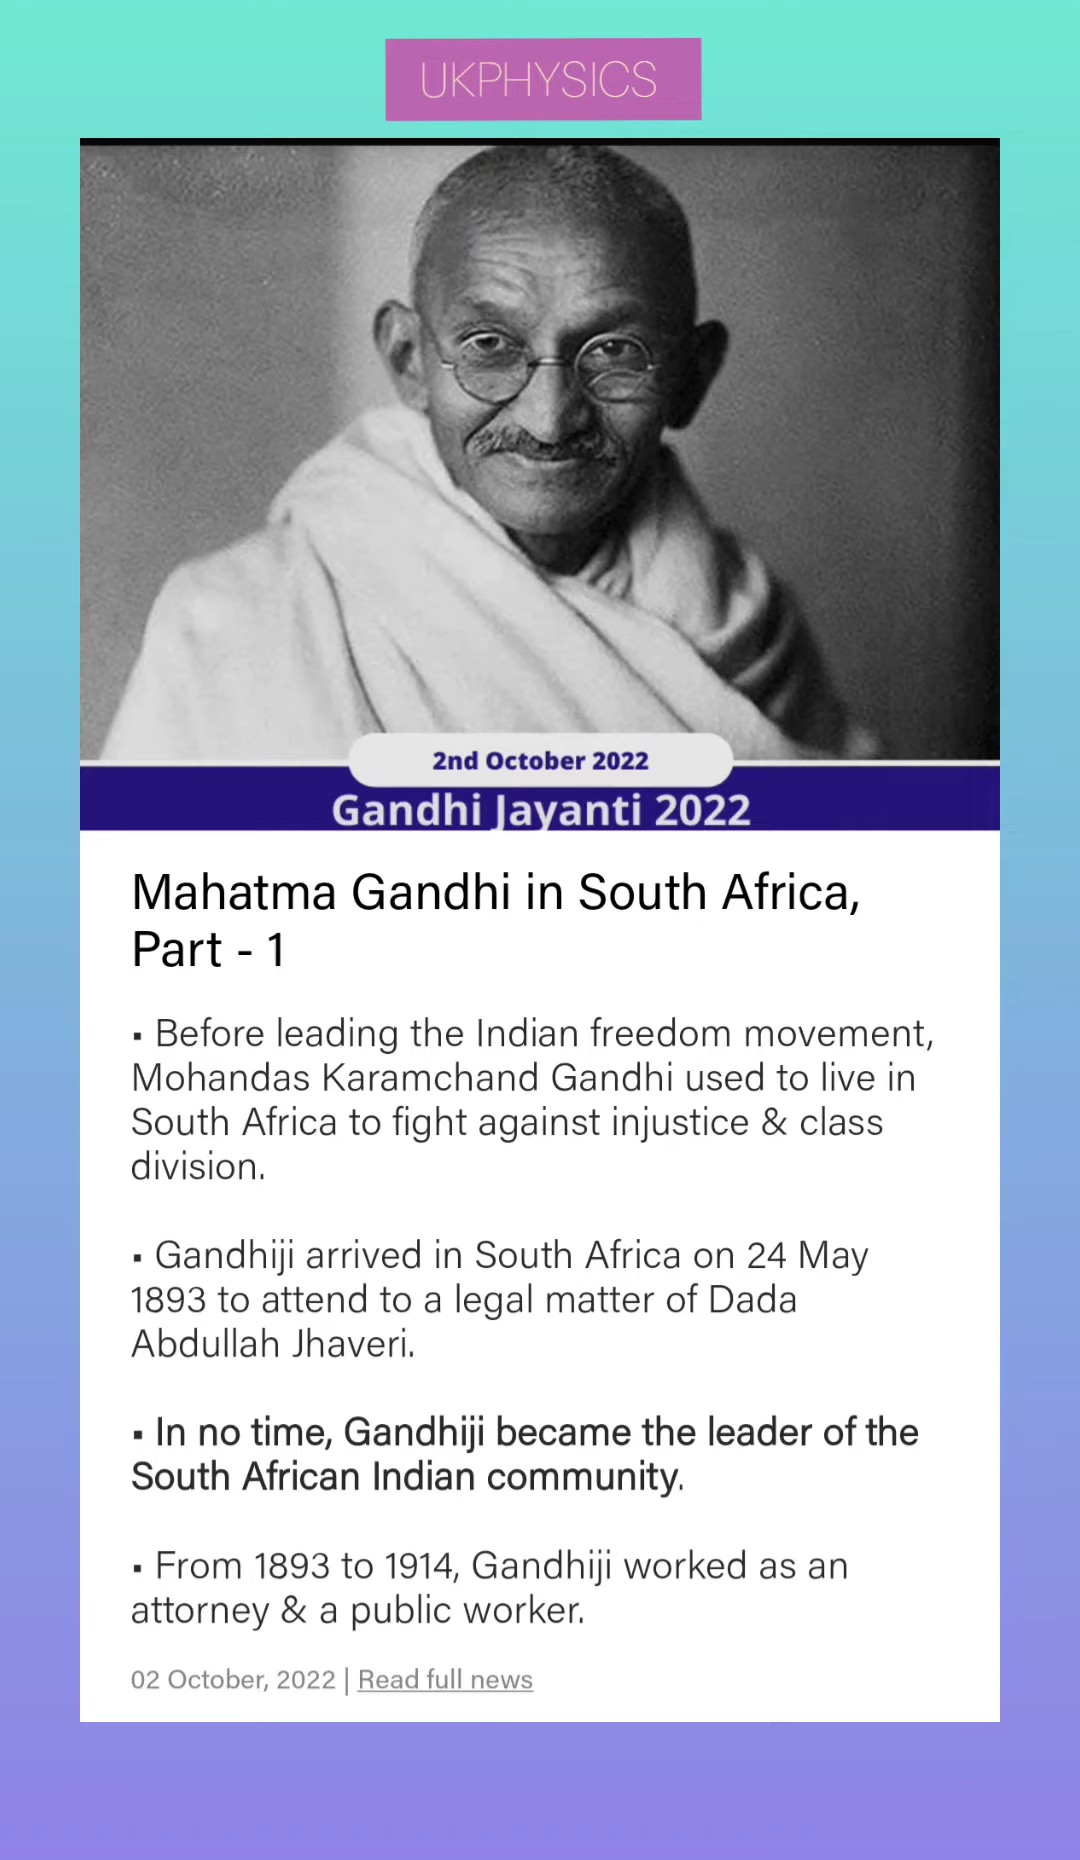 UKPHYSICS
2nd October 2022
Gandhi Jayanti 2022
Mahatma Gandhi in South Africa,
Part - 1
▪ Before leading the Indian freedom movement,
Mohandas Karamchand Gandhi used to live in
South Africa to fight against injustice & class
division.
▪ Gandhiji arrived in South Africa on 24 May
1893 to attend to a legal matter of Dada
Abdullah Jhaveri.
▪ In no time, Gandhiji became the leader of the
South African Indian community.
▪ From 1893 to 1914, Gandhiji worked as an
attorney & a public worker.
02 October, 2022 | Read full news